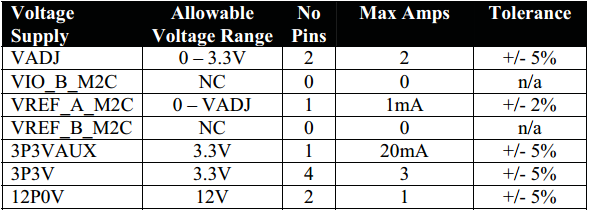 Voltage Supply Allowable Voltage Range No Pins Max Amps Tolerance
VADJ 0 – 3.3V 2 2 +/- 5%
VIO_B_M2C NC 0 0 n/a
VREF_A_M2C 0 – VADJ 1 1mA +/- 2%
VREF_B_M2C NC 0 0 n/a
3P3VAUX 3.3V 1 20mA +/- 5%
3P3V 3.3V 4 3 +/- 5%
12P0V 12V 2 1 +/- 5%